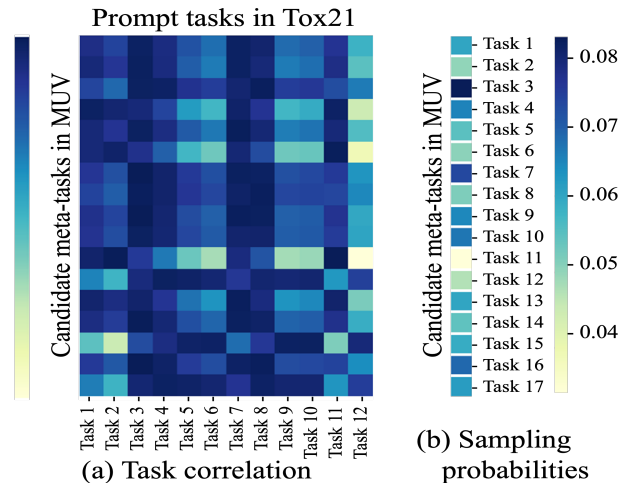 Prompt tasks in Tox21
Candidate meta-tasks in MUV
Task 1
Task 2
Task 3
Task 4
Task 5
Task 6
Task 7
Task 8
Task 9
Task 10
Task 11
Task 12
(a) Task correlation
Candidate meta-tasks in MUV
Task 1
Task 2
Task 3
Task 4
Task 5
Task 6
Task 7
Task 8
Task 9
Task 10
Task 11
Task 12
Task 13
Task 14
Task 15
Task 16
Task 17
0.08
0.07
0.06
0.05
0.04
(b) Sampling
probabilities